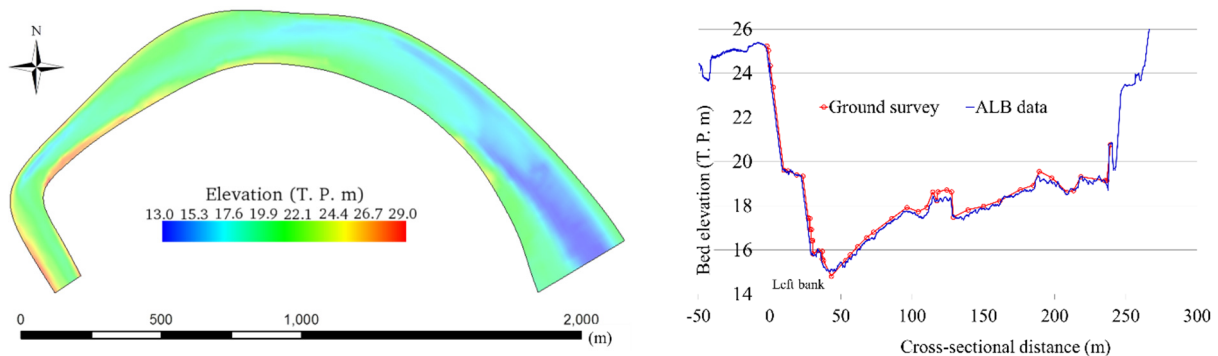 N
Elevation (T. P. m)
13.0 15.3 17.6 19.9 22.1 24.4 26.7 29.0
0 500 1,000 2,000
(m)
26
24
22
20
18
16
14
Bed elevation (T. P. m)
Ground survey ALB data
Left bank
-50 0 50 100 150 200 250 300
Cross-sectional distance (m)